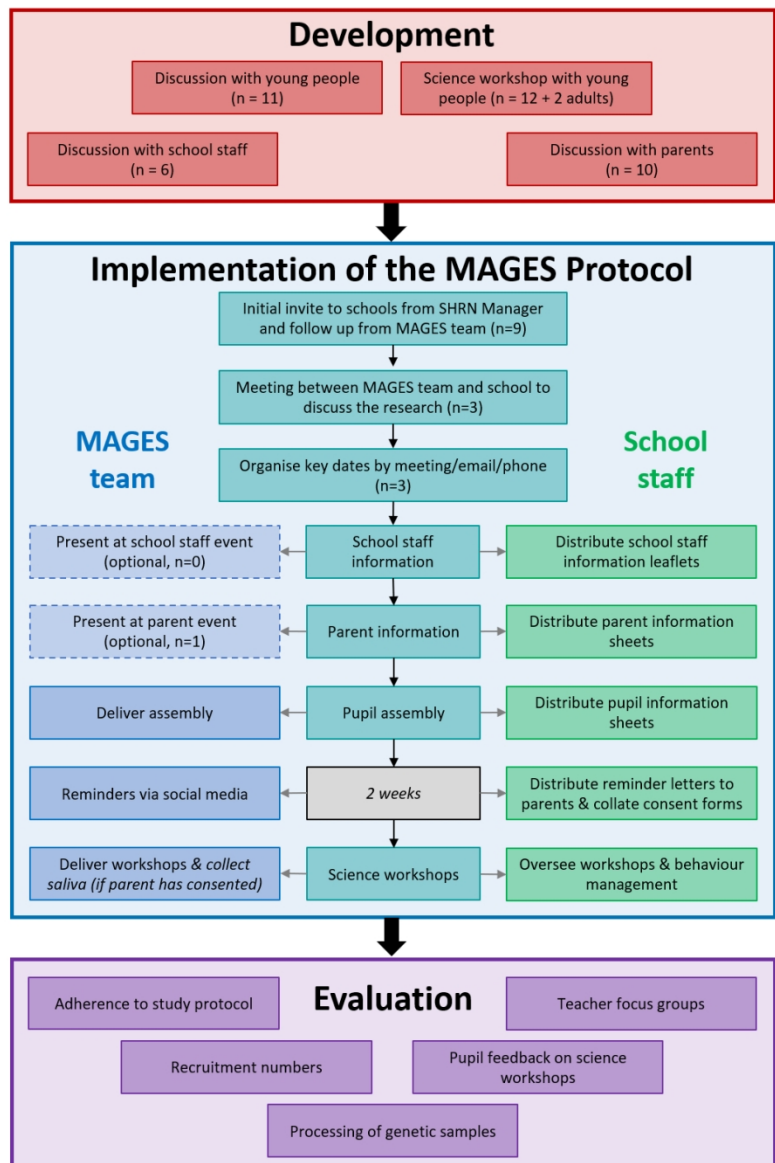 Development
Discussion with young people
(n = 11)
Science workshop with young
people (n = 12 + 2 adults)
Discussion with school staff
(n = 6)
Discussion with parents
(n = 10)
Implementation of the MAGES Protocol
Initial invite to schools from SHRN Manager
and follow up from MAGES team (n=9)
Meeting between MAGES team and school to
discuss the research (n=3)
MAGES
team
School
staff
Organise key dates by meeting/email/phone
(n=3)
Present at school staff event
(optional, n=0)
School staff
information
Distribute school staff
information leaflets
Present at parent event
(optional, n=1)
Parent information
Distribute parent information
sheets
Deliver assembly
Pupil assembly
Distribute pupil information
sheets
Reminders via social media
2 weeks
Distribute reminder letters to
parents & collate consent forms
Deliver workshops & collect
saliva (if parent has consented)
Science workshops
Oversee workshops & behaviour
management
Evaluation
Adherence to study protocol
Teacher focus groups
Recruitment numbers
Pupil feedback on science
workshops
Processing of genetic samples